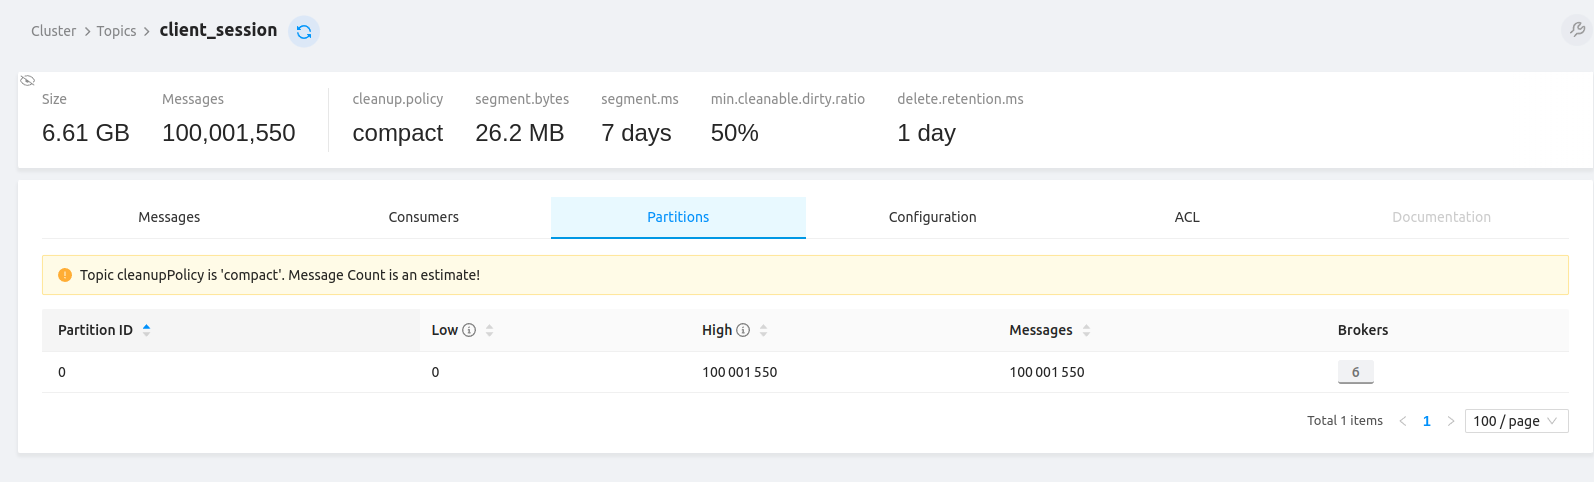 Cluster > Topics > client_session
Size Messages cleanup.policy segment.bytes segment.ms min.cleanable.dirty.ratio delete.retention.ms
6.61 GB 100,001,550 compact 26.2 MB 7 days 50% 1 day
Messages Consumers Partitions Configuration ACL Documentation
Topic cleanupPolicy is 'compact'. Message Count is an estimate!
Partition ID Low High Messages Brokers
0 0 100 001 550 100 001 550 6
Total 1 items < 1 > 100 / page